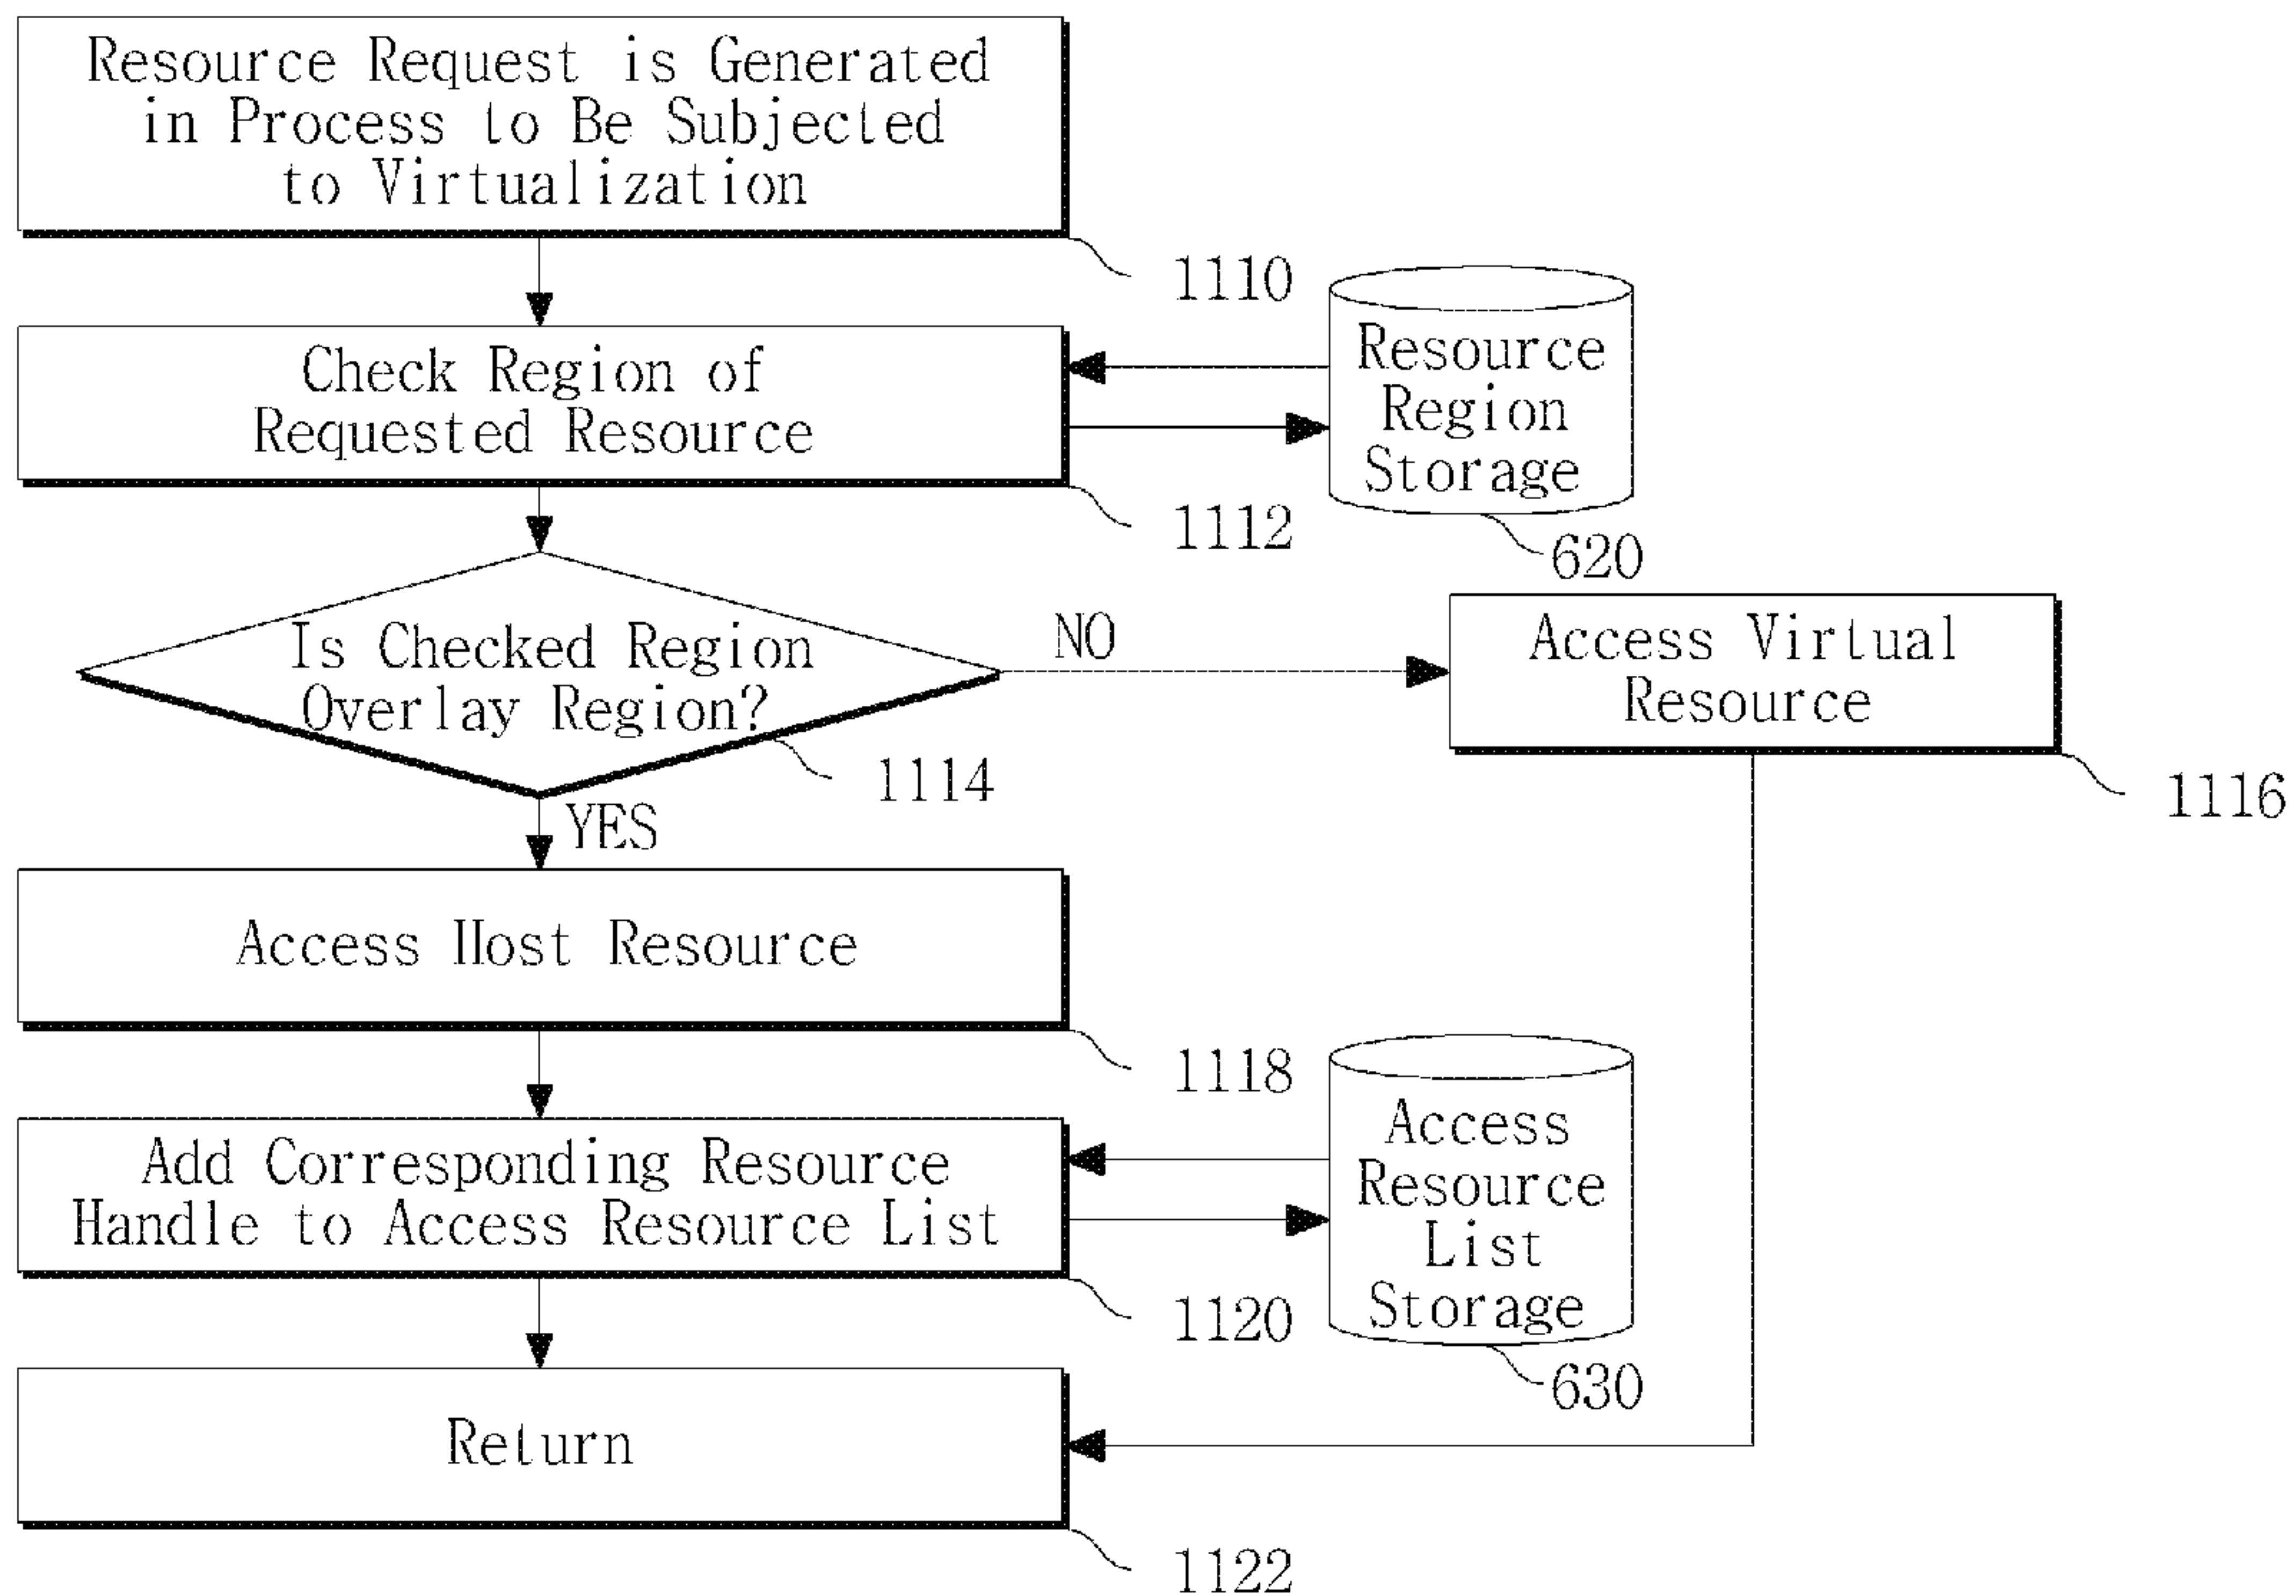 Resource Request is Generated
in Process to Be Subjected
to Virtualization
1110
Check Region of
Requested Resource
1112
Resource
Region
Storage
620
Is Checked Region
Overlay Region?
1114
NO
YES
Access Virtual
Resource
1116
Access Host Resource
1118
Add Corresponding Resource
Handle to Access Resource List
1120
Access
Resource
List
Storage
630
Return
1122